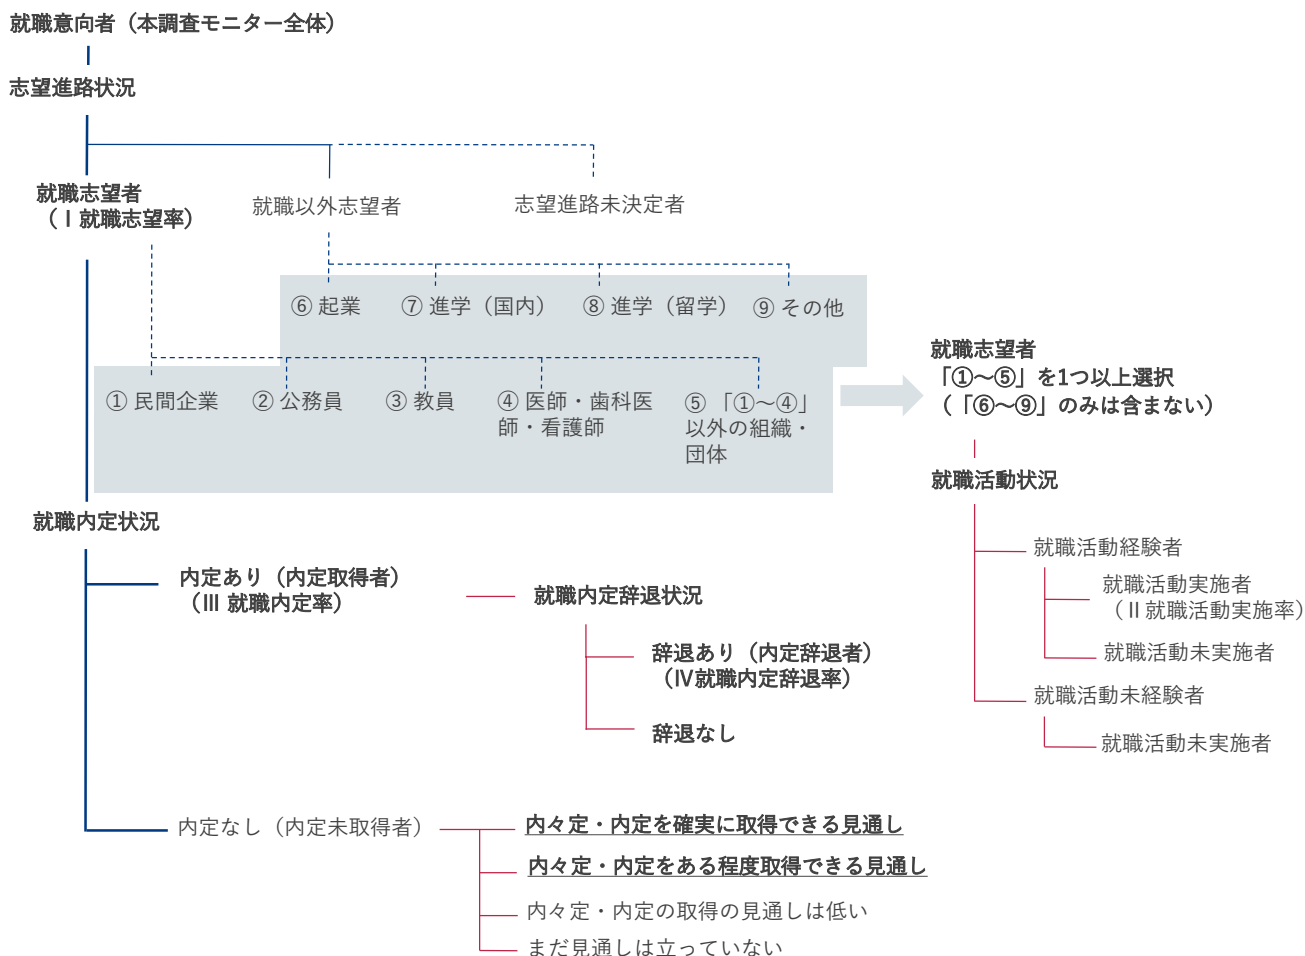 就職意向者（本調査モニター全体）
志望進路状況
就職志望者
（Ⅰ就職志望率）
就職以外志望者
志望進路未決定者
⑥ 起業
⑦ 進学（国内）
⑧ 進学（留学）
⑨ その他
① 民間企業
② 公務員
③ 教員
④ 医師・歯科医
師・看護師
⑤ 「①～④」
以外の組織・
団体
就職志望者
「①～⑤」を1つ以上選択
（「⑥～⑨」のみは含まない）
就職活動状況
就職活動経験者
就職活動実施者
（Ⅱ就職活動実施率）
就職活動未実施者
就職活動未経験者
就職活動未実施者
就職内定状況
内定あり（内定取得者）
（Ⅲ 就職内定率）
就職内定辞退状況
辞退あり（内定辞退者）
（Ⅳ就職内定辞退率）
辞退なし
内定なし（内定未取得者）
内々定・内定を確実に取得できる見通し
内々定・内定をある程度取得できる見通し
内々定・内定の取得の見通しは低い
まだ見通しは立っていない